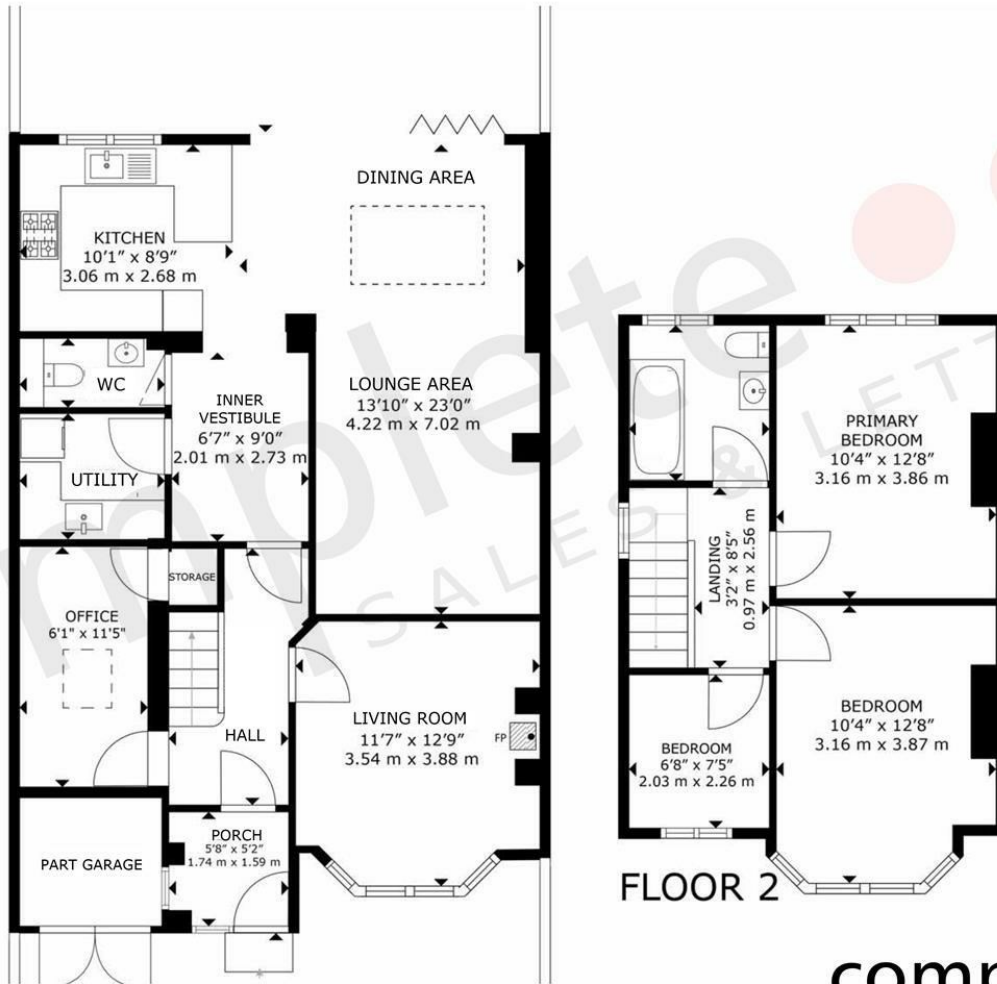 DINING AREA
KITCHEN
10'1" x 8'9"
3.06 m x 2.68 m
WC
INNER
VESTIBULE
6'7" x 9'0"
2.01 m x 2.73 m
LOUNGE AREA
13'10" x 23'0"
4.22 m x 7.02 m
UTILITY
STORAGE
OFFICE
6'1" x 11'5"
HALL
LIVING ROOM
11'7" x 12'9"
3.54 m x 3.88 m
FP
PART GARAGE
PORCH
5'8" x 5'2"
1.74 m x 1.59 m
PRIMARY
BEDROOM
10'4" x 12'8"
3.16 m x 3.86 m
LANDING
3'2" x 8'5"
0.97 m x 2.56 m
BEDROOM
6'8" x 7'5"
2.03 m x 2.26 m
BEDROOM
10'4" x 12'8"
3.16 m x 3.87 m
FLOOR 2
mplete
SALES & LETT